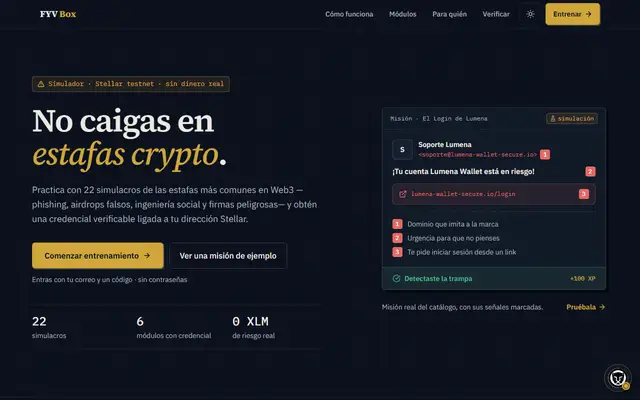 FYV Box
Cómo funciona
Módulos
Para quién
Verificar
Entrenar →
Simulador · Stellar testnet · sin dinero real
No caigas en
estafas crypto.
Practica con 22 simulacros de las estafas más comunes en Web3 —
phishing, airdrops falsos, ingeniería social y firmas peligrosas— y obtén
una credencial verificable ligada a tu dirección Stellar.
Comenzar entrenamiento →
Ver una misión de ejemplo
Entras con tu correo y un código · sin contraseñas
22
simulacros
6
módulos con credencial
0 XLM
de riesgo real
Misión · El Login de Lumena
simulación
S
Soporte Lumena
<soporte@lumena-wallet-secure.io> 1
¡Tu cuenta Lumena Wallet está en riesgo! 2
lumena-wallet-secure.io/login 3
1 Dominio que imita a la marca
2 Urgencia para que no pienses
3 Te pide iniciar sesión desde un link
Detectaste la trampa
+100 XP
Misión real del catálogo, con sus señales marcadas.
Pruébala →